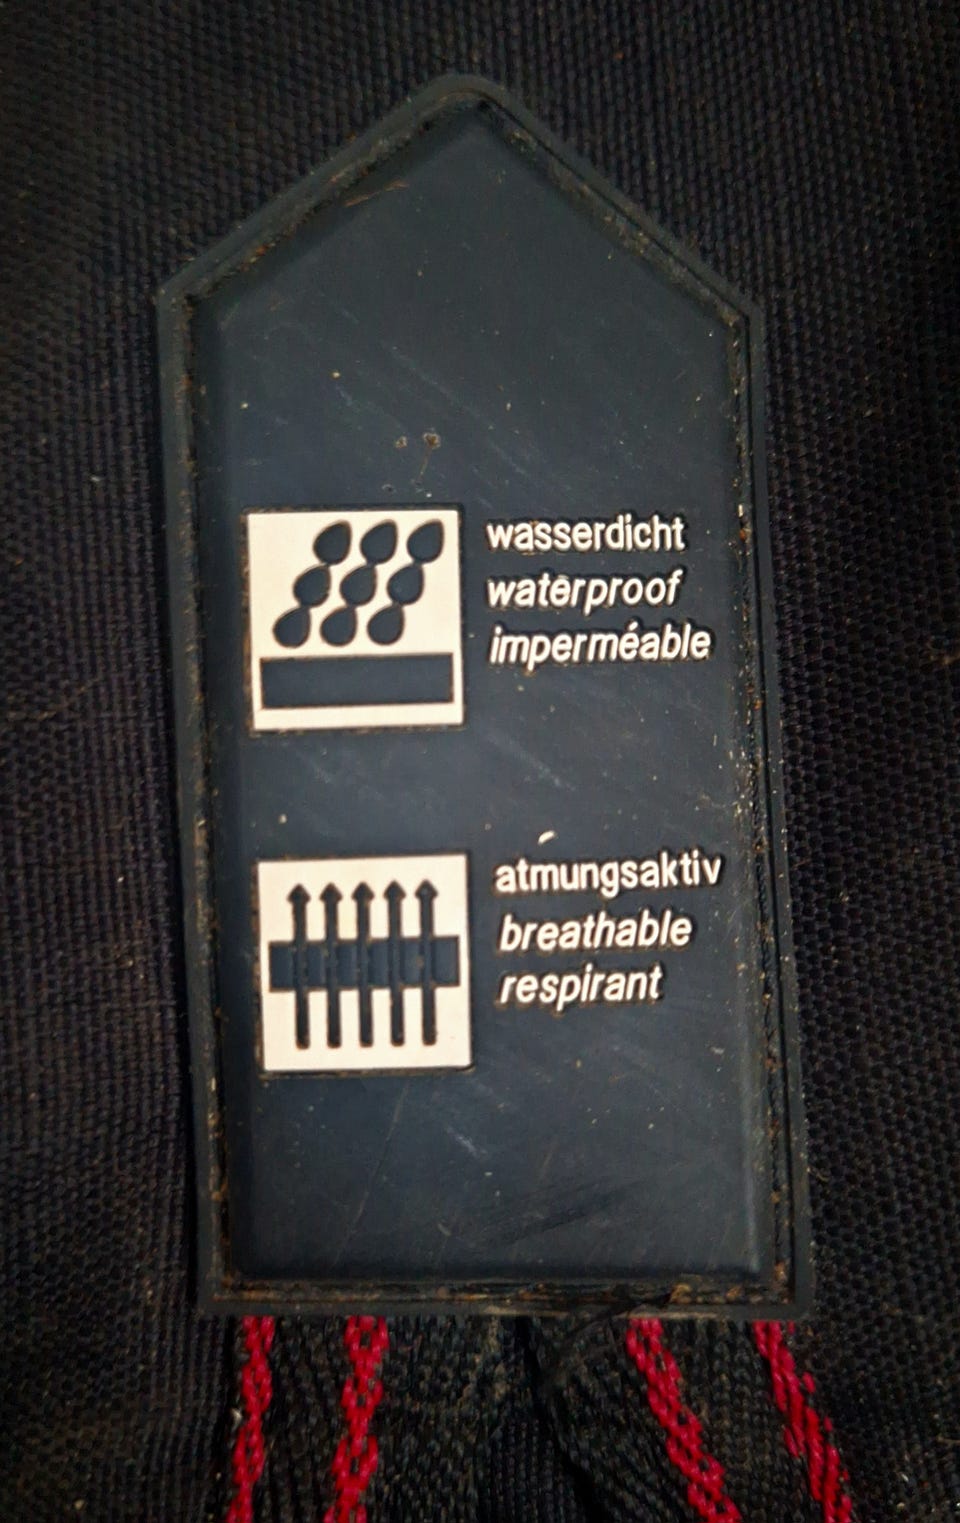 wasserdicht
waterproof
imperméable
atmungsaktiv
breathable
respirant